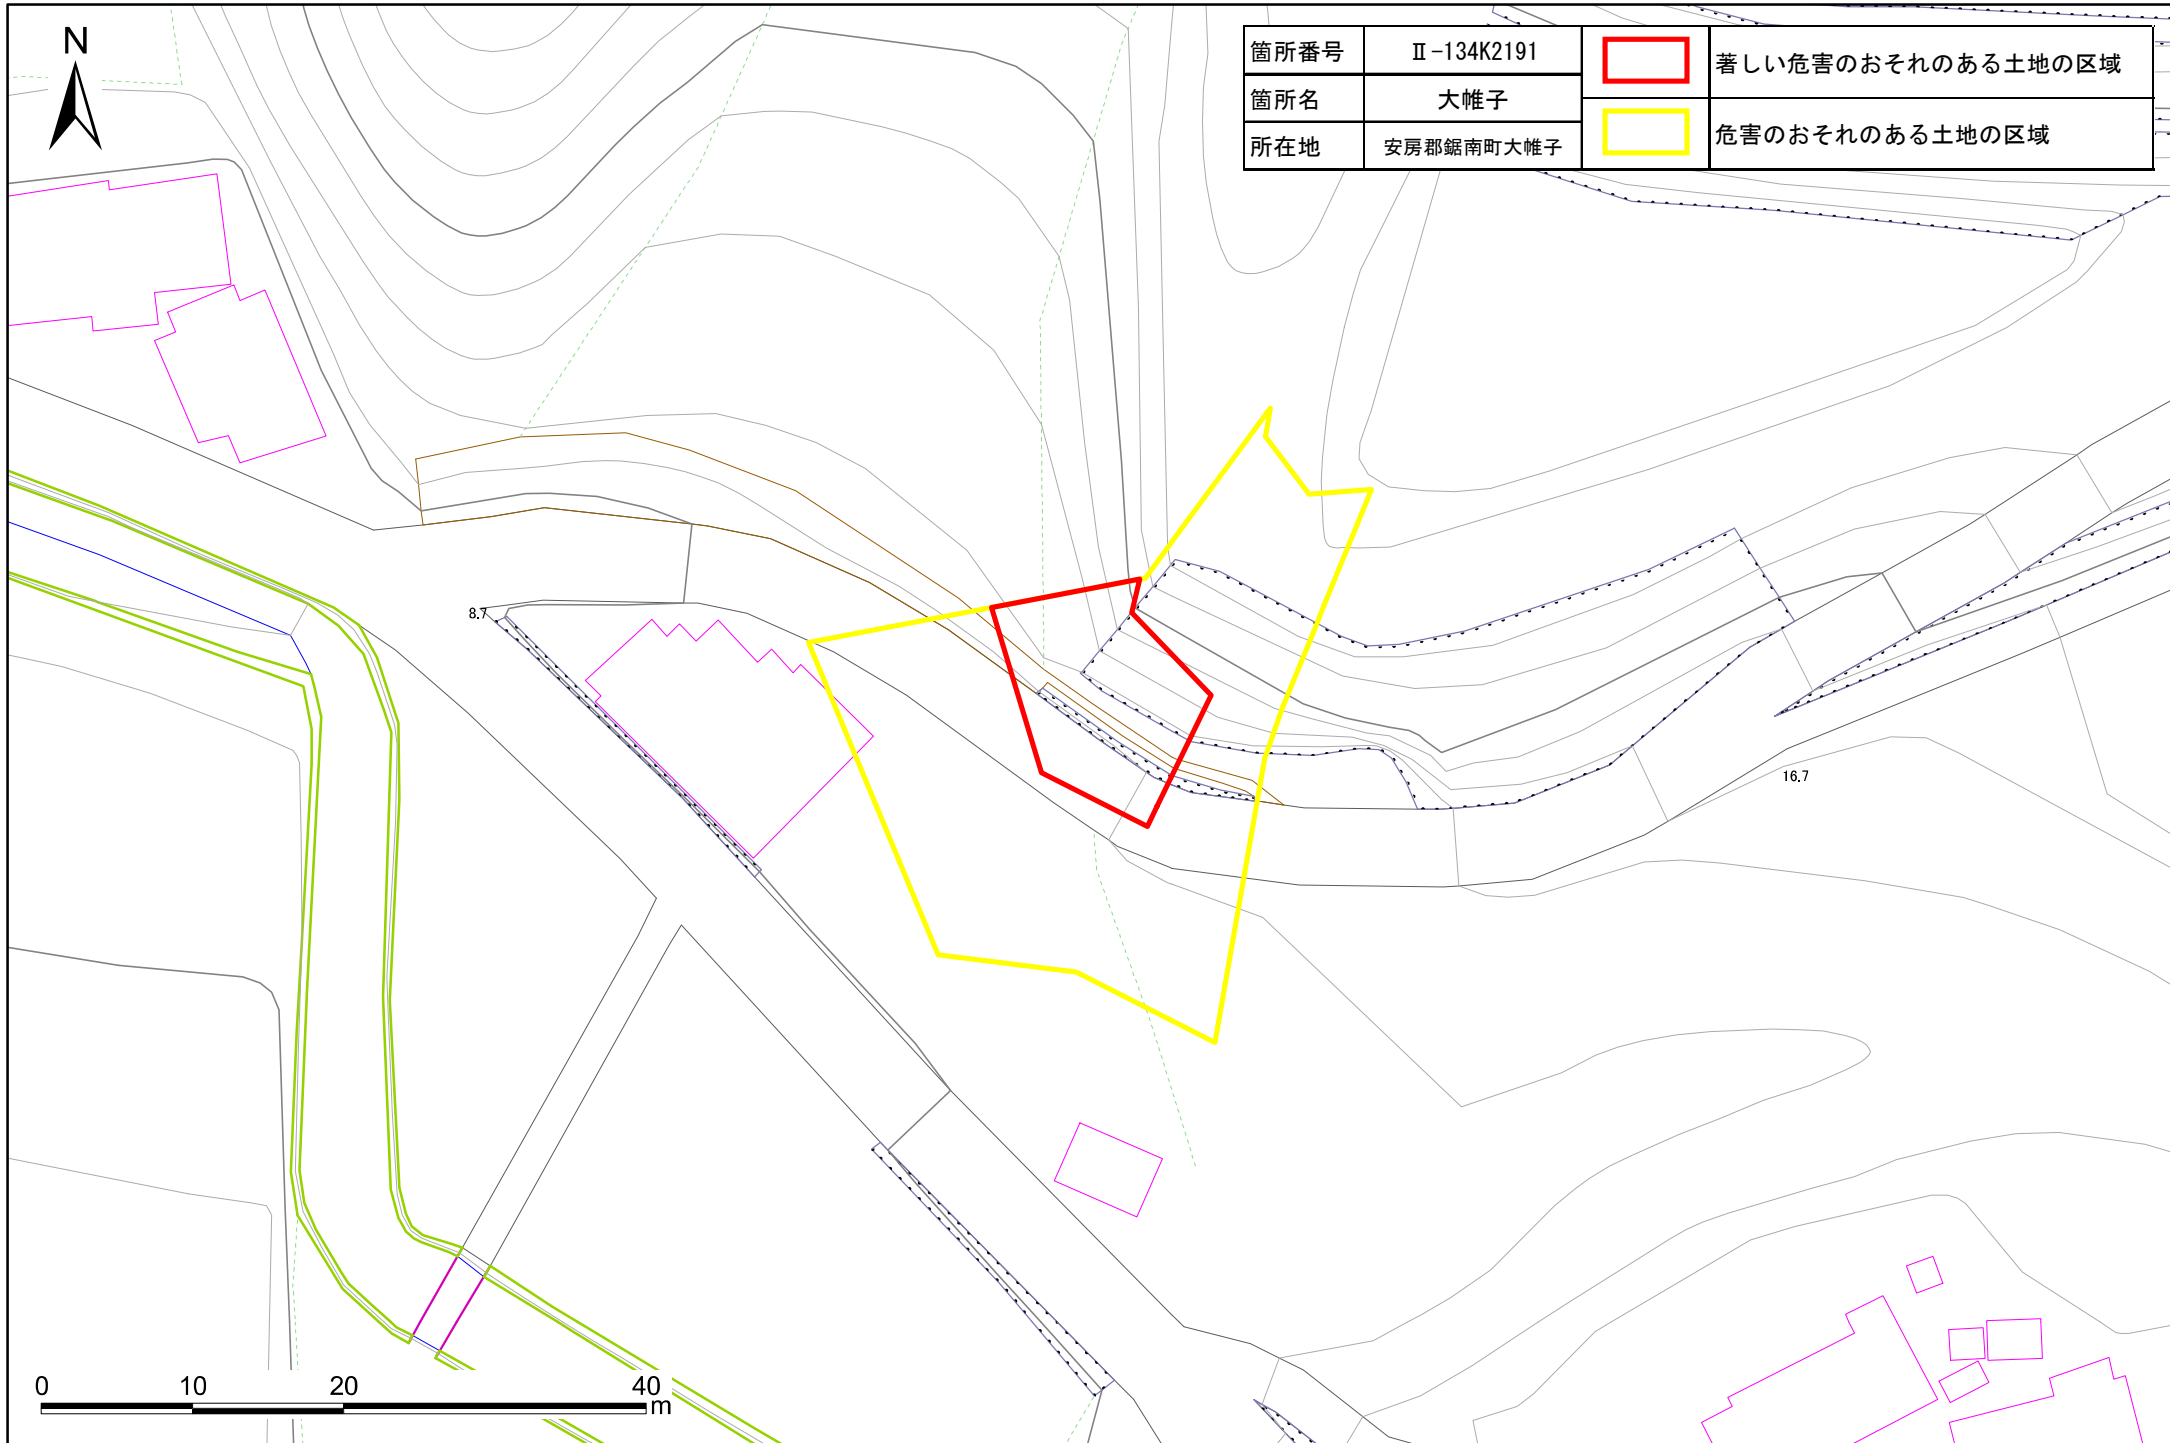 N
箇所番号 Ⅱ-134K2191
箇所名 大帷子
所在地 安房郡鋸南町大帷子
著しい危害のおそれのある土地の区域
危害のおそれのある土地の区域
8.7
16.7
0 10 20 40
m